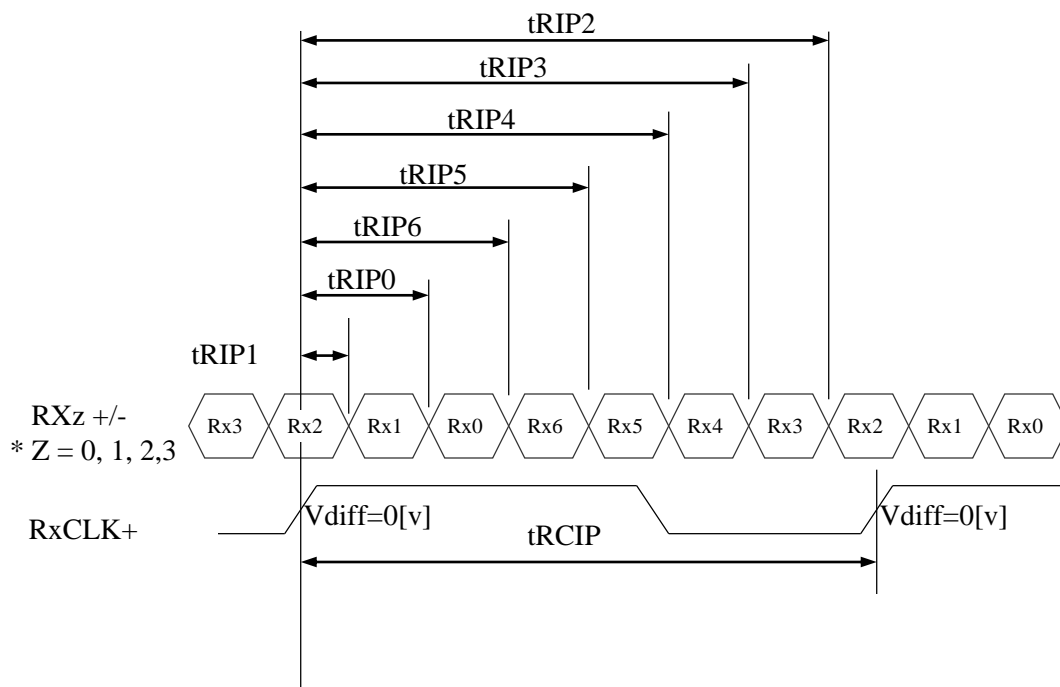 tRIP2
tRIP3
tRIP4
tRIP5
tRIP6
tRIP0
tRIP1
RXz +/-
* Z = 0, 1, 2,3
Rx3 Rx2 Rx1 Rx0 Rx6 Rx5 Rx4 Rx3 Rx2 Rx1 Rx0
RxCLK+
Vdiff=0[v] Vdiff=0[v]
tRCIP